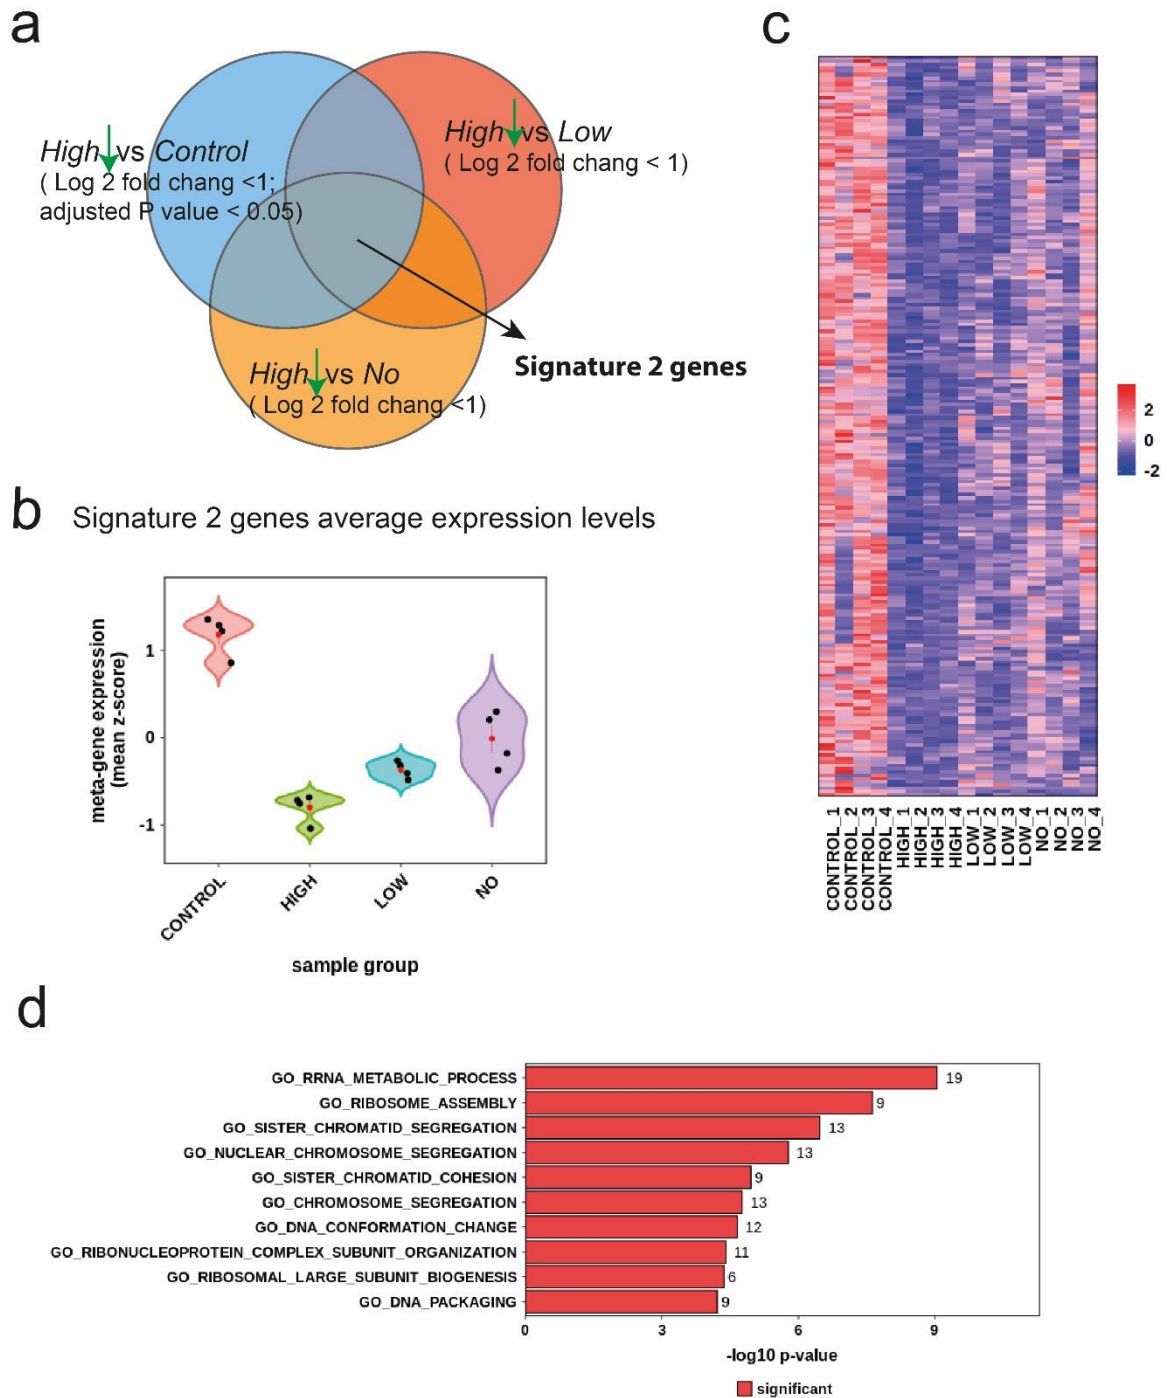 a
High vs Control
( Log 2 fold chang <1;
adjusted P value < 0.05)
High vs Low
( Log 2 fold chang < 1)
High vs No
( Log 2 fold chang <1)
Signature 2 genes
b
Signature 2 genes average expression levels
meta-gene expression
(mean z-score)
1
0
-1
CONTROL
HIGH
LOW
NO
sample group
c
2
0
-2
CONTROL_1
CONTROL_2
CONTROL_3
CONTROL_4
HIGH_1
HIGH_2
HIGH_3
HIGH_4
LOW_1
LOW_2
LOW_3
LOW_4
NO_1
NO_2
NO_3
NO_4
d
GO_RRNA_METABOLIC_PROCESS 19
GO_RIBOSOME_ASSEMBLY 9
GO_SISTER_CHROMATID_SEGREGATION 13
GO_NUCLEAR_CHROMOSOME_SEGREGATION 13
GO_SISTER_CHROMATID_COHESION 9
GO_CHROMOSOME_SEGREGATION 13
GO_DNA_CONFORMATION_CHANGE 12
GO_RIBONUCLEOPROTEIN_COMPLEX_SUBUNIT_ORGANIZATION 11
GO_RIBOSOMAL_LARGE_SUBUNIT_BIOGENESIS 6
GO_DNA_PACKAGING 9
0 3 6 9
-log10 p-value
significant